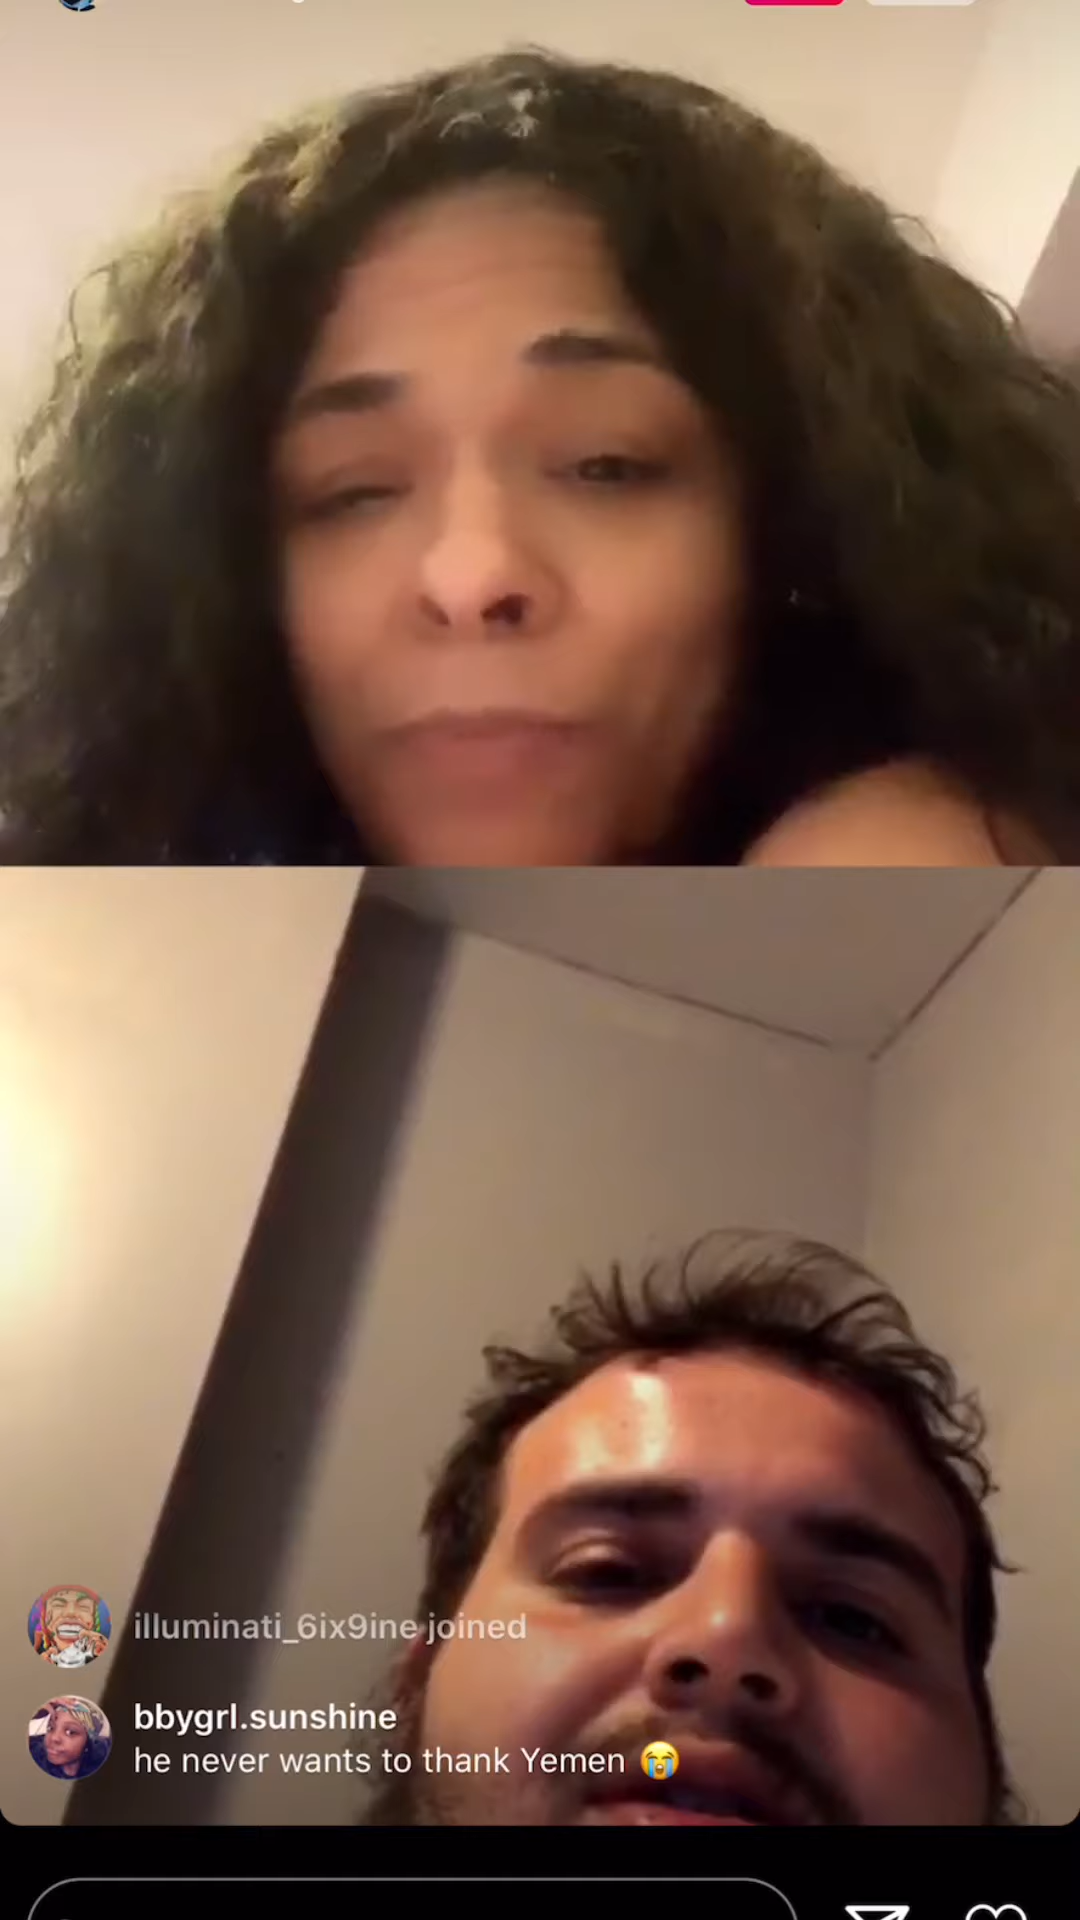 illuminati_6ix9ine joined
bbygrl.sunshine
he never wants to thank Yemen 😭